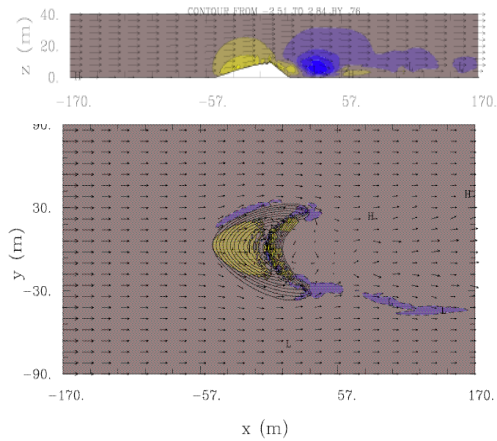 CONTOUR FROM -2.51 TO 2.84 BY .76
40.
20.
0.
z (m)
H
-170. -57. 57. 170.
90.
30.
-30.
-90.
y (m)
H
H
L
L
-170. -57. 57. 170.
x (m)